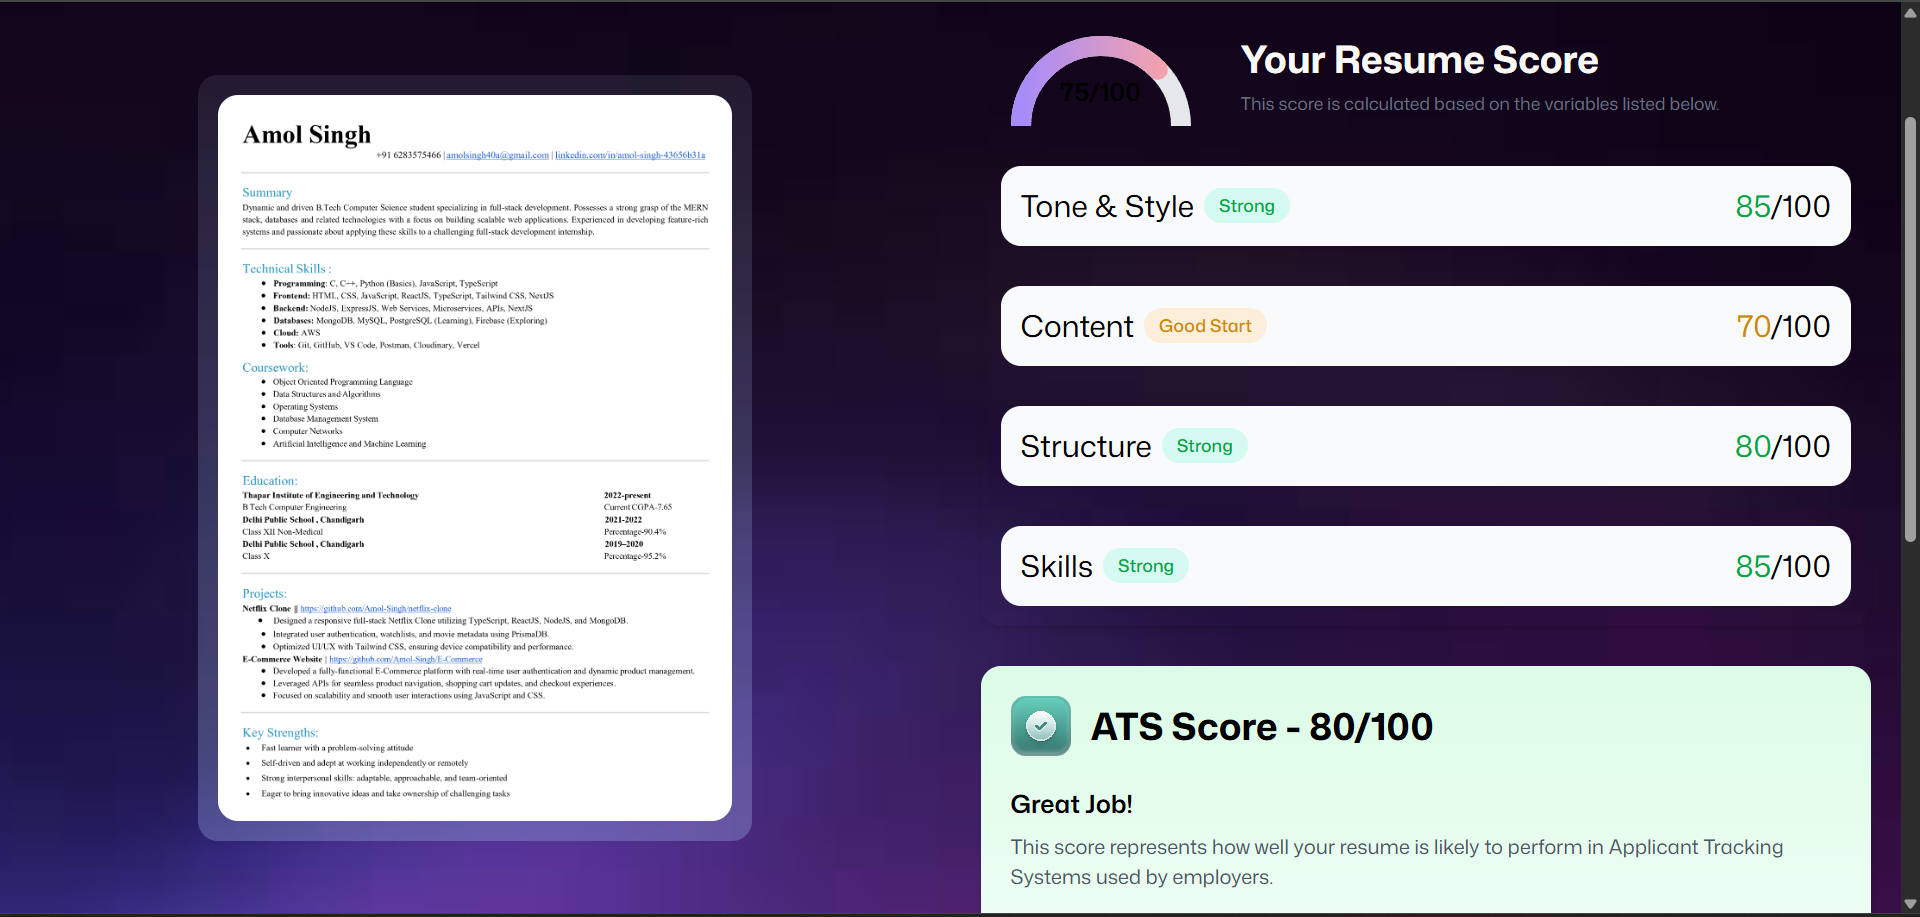 Amol Singh
+91 6283575466 | amolsingh40a@gmail.com | linkedin.com/in/amol-singh-43656b31a
Summary
Dynamic and driven B.Tech Computer Science student specializing in full-stack development. Possesses a strong grasp of the MERN
stack, databases and related technologies with a focus on building scalable web applications. Experienced in developing feature-rich
systems and passionate about applying these skills to a challenging full-stack development internship.
Technical Skills :
• Programming: C, C++, Python (Basics), JavaScript, TypeScript
• Frontend: HTML, CSS, JavaScript, ReactJS, TypeScript, Tailwind CSS, NextJS
• Backend: NodeJS, ExpressJS, Web Services, Microservices, APIs, NextJS
• Databases: MongoDB, MySQL, PostgreSQL (Learning), Firebase (Exploring)
• Cloud: AWS
• Tools: Git, GitHub, VS Code, Postman, Cloudinary, Vercel
Coursework:
• Object Oriented Programming Language
• Data Structures and Algorithms
• Operating Systems
• Database Management System
• Computer Networks
• Artificial Intelligence and Machine Learning
Education:
Thapar Institute of Engineering and Technology 2022-present
B Tech Computer Engineering Current CGPA-7.65
Delhi Public School , Chandigarh 2021-2022
Class XII Non-Medical Percentage-90.4%
Delhi Public School , Chandigarh 2019–2020
Class X Percentage-95.2%
Projects:
Netflix Clone || https://github.com/Amol-Singh/netflix-clone
• Designed a responsive full-stack Netflix Clone utilizing TypeScript, ReactJS, NodeJS, and MongoDB.
• Integrated user authentication, watchlists, and movie metadata using PrismaDB.
• Optimized UI/UX with Tailwind CSS, ensuring device compatibility and performance.
E-Commerce Website | https://github.com/Amol-Singh/E-Commerce
• Developed a fully-functional E-Commerce platform with real-time user authentication and dynamic product management.
• Leveraged APIs for seamless product navigation, shopping cart updates, and checkout experiences.
• Focused on scalability and smooth user interactions using JavaScript and CSS.
Key Strengths:
• Fast learner with a problem-solving attitude
• Self-driven and adept at working independently or remotely
• Strong interpersonal skills: adaptable, approachable, and team-oriented
• Eager to bring innovative ideas and take ownership of challenging tasks
75/100
Your Resume Score
This score is calculated based on the variables listed below.
Tone & Style Strong 85/100
Content Good Start 70/100
Structure Strong 80/100
Skills Strong 85/100
ATS Score - 80/100
Great Job!
This score represents how well your resume is likely to perform in Applicant Tracking
Systems used by employers.